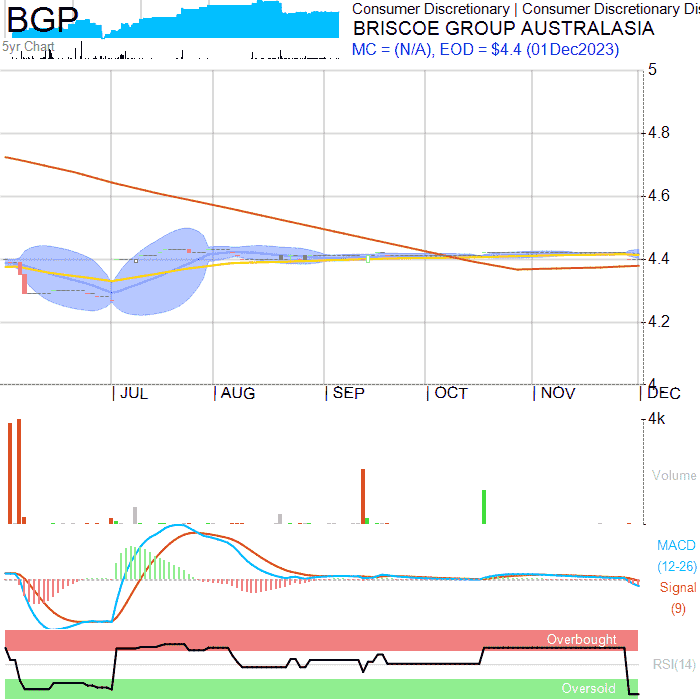 BGP
Consumer Discretionary | Consumer Discretionary Dis
BRISCOE GROUP AUSTRALASIA
5yr Chart
MC = (N/A), EOD = $4.4 (01Dec2023)
5
4.8
4.6
4.4
4.2
4
| JUL | AUG | SEP | OCT | NOV | DEC
4k
Volume
MACD
(12-26)
Signal
(9)
Overbought
RSI(14)
Oversold